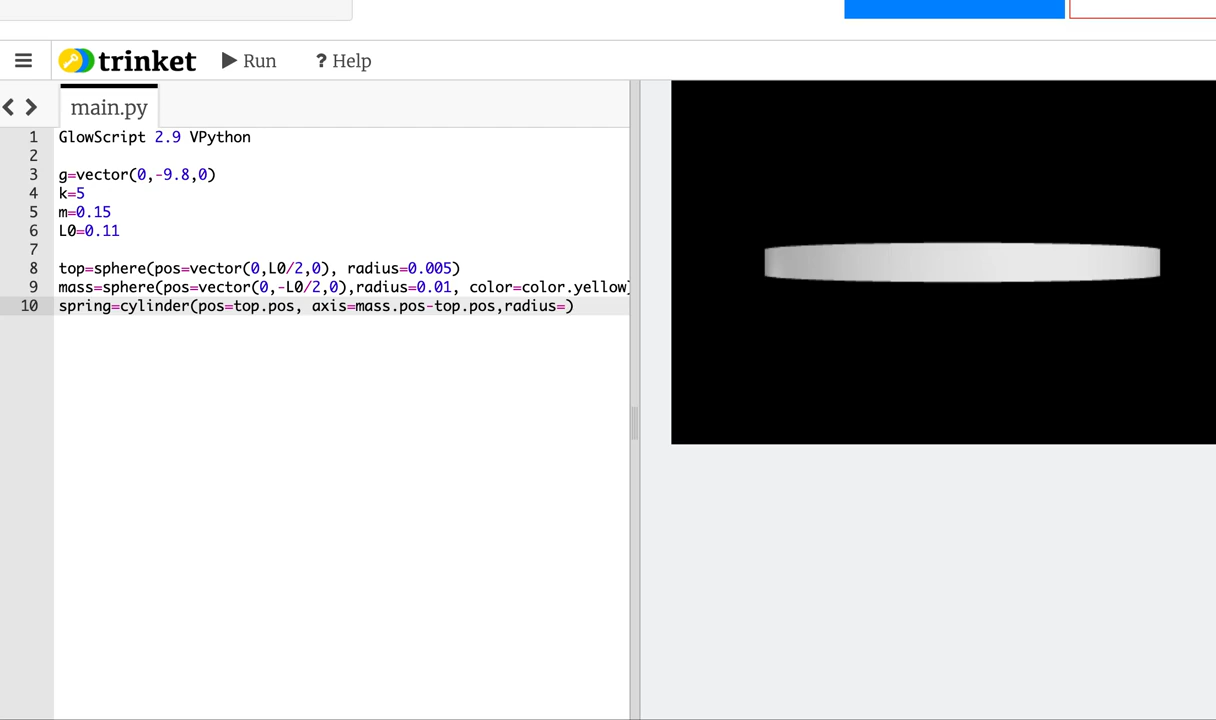 trinket Run ? Help
main.py
1 GlowScript 2.9 VPython
2
3 g=vector(0,-9.8,0)
4 k=5
5 m=0.15
6 L0=0.11
7
8 top=sphere(pos=vector(0,L0/2,0), radius=0.005)
9 mass=sphere(pos=vector(0,-L0/2,0),radius=0.01, color=color.yellow)
10 spring=cylinder(pos=top.pos, axis=mass.pos-top.pos,radius=)